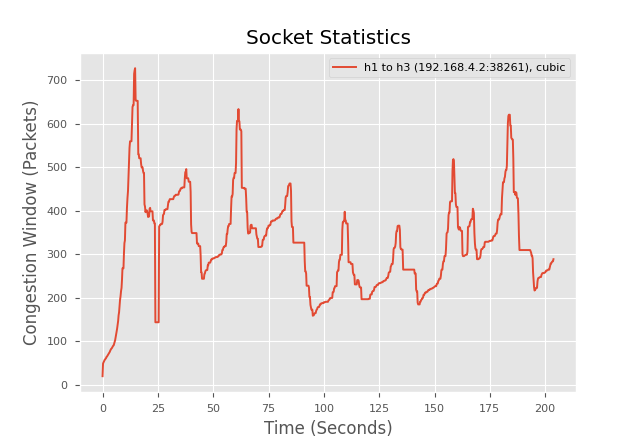 Socket Statistics
h1 to h3 (192.168.4.2:38261), cubic
Congestion Window (Packets)
700
600
500
400
300
200
100
0
0 25 50 75 100 125 150 175 200
Time (Seconds)